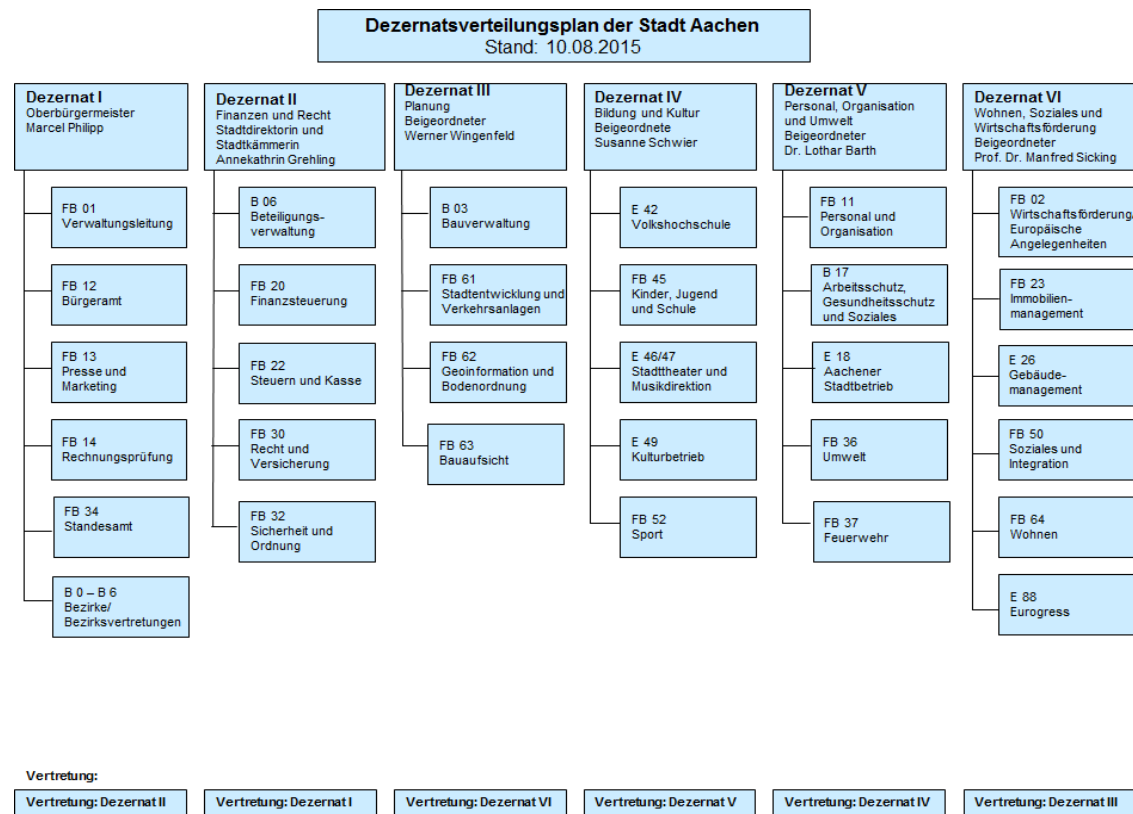 Dezernatsverteilungsplan der Stadt Aachen
Stand: 10.08.2015
Dezernat I
Oberbürgermeister
Marcel Philipp
FB 01
Verwaltungsleitung
FB 12
Bürgeramt
FB 13
Presse und
Marketing
FB 14
Rechnungsprüfung
FB 34
Standesamt
B 0 – B 6
Bezirke/
Bezirksvertretungen
Dezernat II
Finanzen und Recht
Stadtdirektorin und
Stadtkämmerin
Annekathrin Grehling
B 06
Beteiligungs-
verwaltung
FB 20
Finanzsteuerung
FB 22
Steuern und Kasse
FB 30
Recht und
Versicherung
FB 32
Sicherheit und
Ordnung
Dezernat III
Planung
Beigeordneter
Werner Wingenfeld
B 03
Bauverwaltung
FB 61
Stadtentwicklung und
Verkehrsanlagen
FB 62
Geoinformation und
Bodenordnung
FB 63
Bauaufsicht
Dezernat IV
Bildung und Kultur
Beigeordnete
Susanne Schwier
E 42
Volkshochschule
FB 45
Kinder, Jugend
und Schule
E 46/47
Stadttheater und
Musikdirektion
E 49
Kulturbetrieb
FB 52
Sport
Dezernat V
Personal, Organisation
und Umwelt
Beigeordneter
Dr. Lothar Barth
FB 11
Personal und
Organisation
B 17
Arbeitsschutz,
Gesundheitsschutz
und Soziales
E 18
Aachener
Stadtbetrieb
FB 36
Umwelt
FB 37
Feuerwehr
Dezernat VI
Wohnen, Soziales und
Wirtschaftsförderung
Beigeordneter
Prof. Dr. Manfred Sicking
FB 02
Wirtschaftsförderung/
Europäische
Angelegenheiten
FB 23
Immobilien-
management
E 26
Gebäude-
management
FB 50
Soziales und
Integration
FB 64
Wohnen
E 88
Eurogress
Vertretung:
Vertretung: Dezernat II
Vertretung: Dezernat I
Vertretung: Dezernat VI
Vertretung: Dezernat V
Vertretung: Dezernat IV
Vertretung: Dezernat III